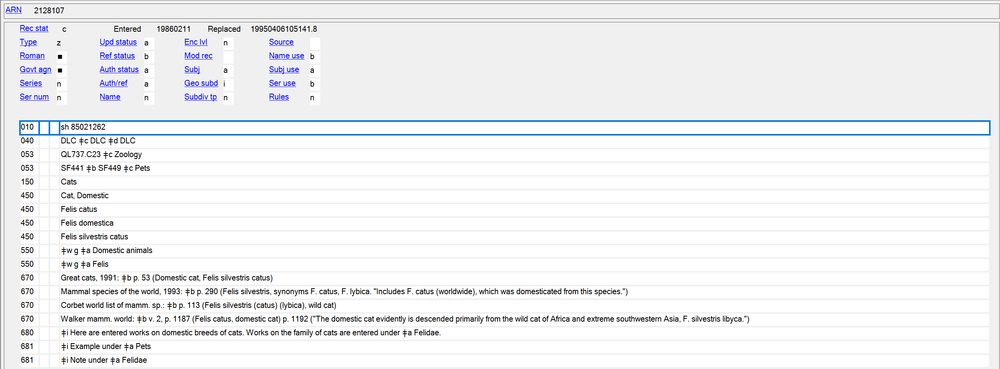 ARN 2128107
Rec stat c Entered 19860211 Replaced 19950406105141.8
Type z Upd status a Enc lvl n Source
Roman ■ Ref status b Mod rec Name use b
Govt agn ■ Auth status a Subj a Subj use a
Series n Auth/ref a Geo subd i Ser use b
Ser num n Name n Subdiv tp n Rules n
010 sh 85021262
040 DLC ǂc DLC ǂd DLC
053 QL737.C23 ǂc Zoology
053 SF441 ǂb SF449 ǂc Pets
150 Cats
450 Cat, Domestic
450 Felis catus
450 Felis domestica
450 Felis silvestris catus
550 ǂw g ǂa Domestic animals
550 ǂw g ǂa Felis
670 Great cats, 1991: ǂb p. 53 (Domestic cat, Felis silvestris catus)
670 Mammal species of the world, 1993: ǂb p. 290 (Felis silvestris, synonyms F. catus, F. lybica. "Includes F. catus (worldwide), which was domesticated from this species.")
670 Corbet world list of mamm. sp.: ǂb p. 113 (Felis silvestris (catus) (lybica), wild cat)
670 Walker mamm. world: ǂb v. 2, p. 1187 (Felis catus, domestic cat) p. 1192 ("The domestic cat evidently is descended primarily from the wild cat of Africa and extreme southwestern Asia, F. silvestris libyca.")
680 ǂi Here are entered works on domestic breeds of cats. Works on the family of cats are entered under ǂa Felidae.
681 ǂi Example under ǂa Pets
681 ǂi Note under ǂa Felidae